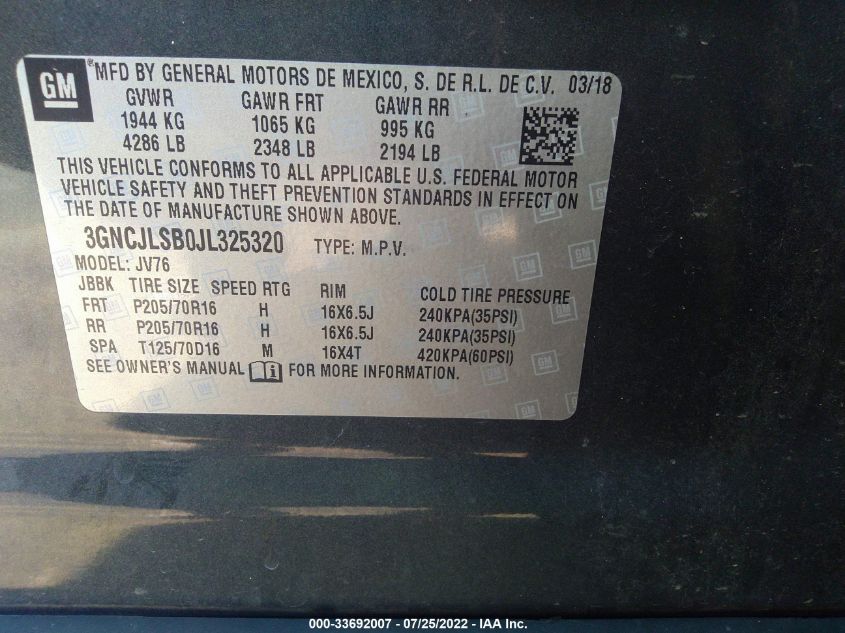 GM MFD BY GENERAL MOTORS DE MEXICO, S. DE R.L. DE C.V. 03/18
GVWR GAWR FRT GAWR RR
1944 KG 1065 KG 995 KG
4286 LB 2348 LB 2194 LB
THIS VEHICLE CONFORMS TO ALL APPLICABLE U.S. FEDERAL MOTOR
VEHICLE SAFETY AND THEFT PREVENTION STANDARDS IN EFFECT ON
THE DATE OF MANUFACTURE SHOWN ABOVE.
3GNCJLSB0JL325320 TYPE: M.P.V.
MODEL: JV76
JBBK TIRE SIZE SPEED RTG RIM COLD TIRE PRESSURE
FRT P205/70R16 H 16X6.5J 240KPA(35PSI)
RR P205/70R16 H 16X6.5J 240KPA(35PSI)
SPA T125/70D16 M 16X4T 420KPA(60PSI)
SEE OWNER'S MANUAL FOR MORE INFORMATION.
000-33692007 - 07/25/2022 - IAA Inc.